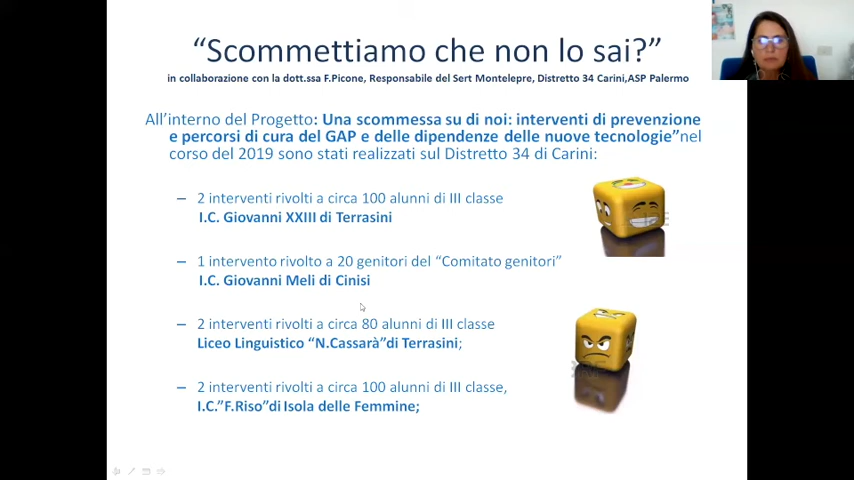 “Scommettiamo che non lo sai?”
in collaborazione con la dott.ssa F.Picone, Responsabile del Sert Montelepre, Distretto 34 Carini,ASP Palermo
All’interno del Progetto: Una scommessa su di noi: interventi di prevenzione
e percorsi di cura del GAP e delle dipendenze delle nuove tecnologie”nel
corso del 2019 sono stati realizzati sul Distretto 34 di Carini:
– 2 interventi rivolti a circa 100 alunni di III classe
I.C. Giovanni XXIII di Terrasini
– 1 intervento rivolto a 20 genitori del “Comitato genitori”
I.C. Giovanni Meli di Cinisi
– 2 interventi rivolti a circa 80 alunni di III classe
Liceo Linguistico “N.Cassarà”di Terrasini;
– 2 interventi rivolti a circa 100 alunni di III classe,
I.C.”F.Riso”di Isola delle Femmine;